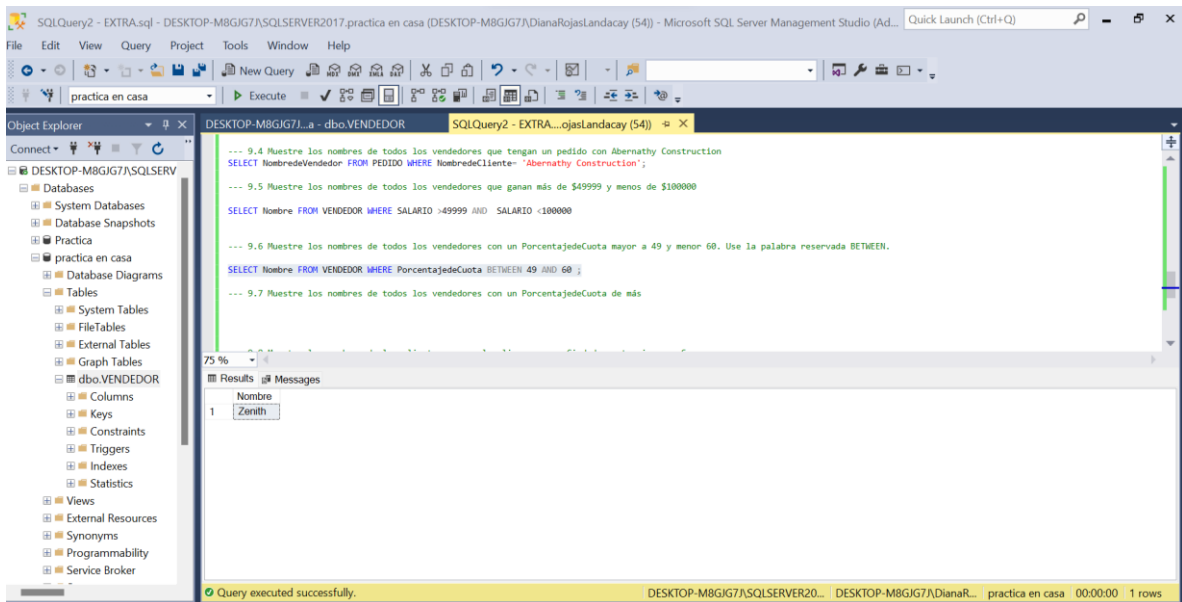 SQLQuery2 - EXTRA.sql - DESKTOP-M8GJG7J\SQLSERVER2017.practica en casa (DESKTOP-M8GJG7J\DianaRojasLandacay (54)) - Microsoft SQL Server Management Studio (Ad...
Quick Launch (Ctrl+Q)
File Edit View Query Project Tools Window Help
New Query
practica en casa
Execute
Object Explorer
Connect
DESKTOP-M8GJG7J\SQLSERV
Databases
System Databases
Database Snapshots
Practica
practica en casa
Database Diagrams
Tables
System Tables
FileTables
External Tables
Graph Tables
dbo.VENDEDOR
Columns
Keys
Constraints
Triggers
Indexes
Statistics
Views
External Resources
Synonyms
Programmability
Service Broker
DESKTOP-M8GJG7J...a - dbo.VENDEDOR
SQLQuery2 - EXTRA....ojasLandacay (54))
--- 9.4 Muestre los nombres de todos los vendedores que tengan un pedido con Abernathy Construction
SELECT NombredeVendedor FROM PEDIDO WHERE NombredeCliente= 'Abernathy Construction';
--- 9.5 Muestre los nombres de todos los vendedores que ganan más de $49999 y menos de $100000
SELECT Nombre FROM VENDEDOR WHERE SALARIO >49999 AND SALARIO <100000
--- 9.6 Muestre los nombres de todos los vendedores con un PorcentajedeCuota mayor a 49 y menor 60. Use la palabra reservada BETWEEN.
SELECT Nombre FROM VENDEDOR WHERE PorcentajedeCuota BETWEEN 49 AND 60 ;
--- 9.7 Muestre los nombres de todos los vendedores con un PorcentajedeCuota de más
75 %
Results Messages
Nombre
1 Zenith
Query executed successfully.
DESKTOP-M8GJG7J\SQLSERVER20... DESKTOP-M8GJG7J\DianaR... practica en casa 00:00:00 1 rows